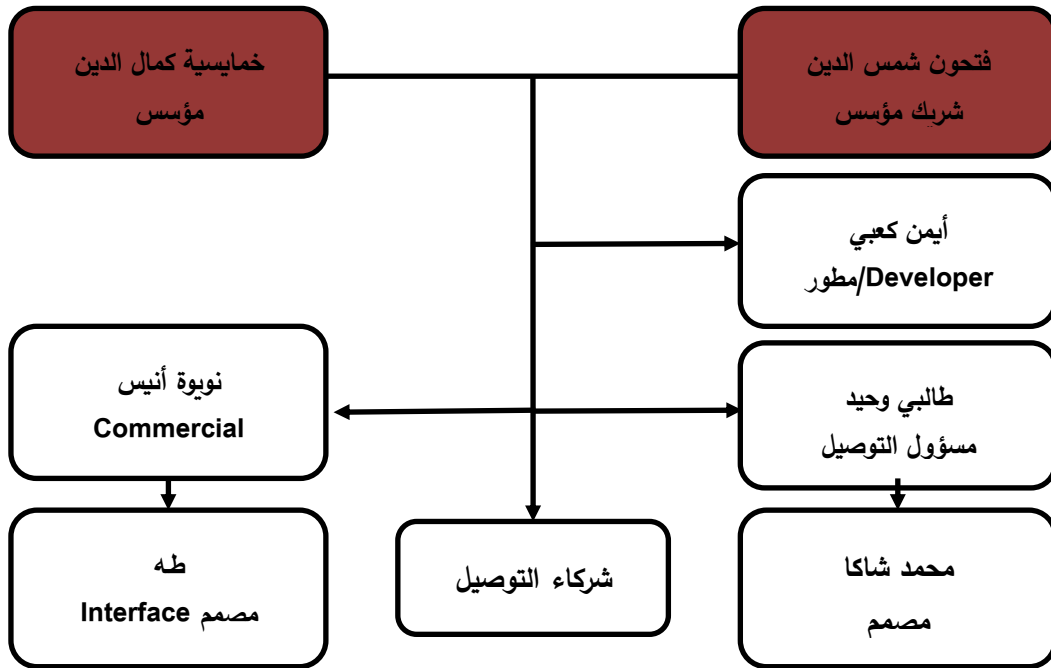 فتحون شمس الدين
شريك مؤسس
خمايسية كمال الدين
مؤسس
أيمن كعبي
مطور/Developer
طالبي وحيد
مسؤول التوصيل
نويوة أنيس
Commercial
محمد شاكا
مصمم
شركاء التوصيل
طه
مصمم Interface